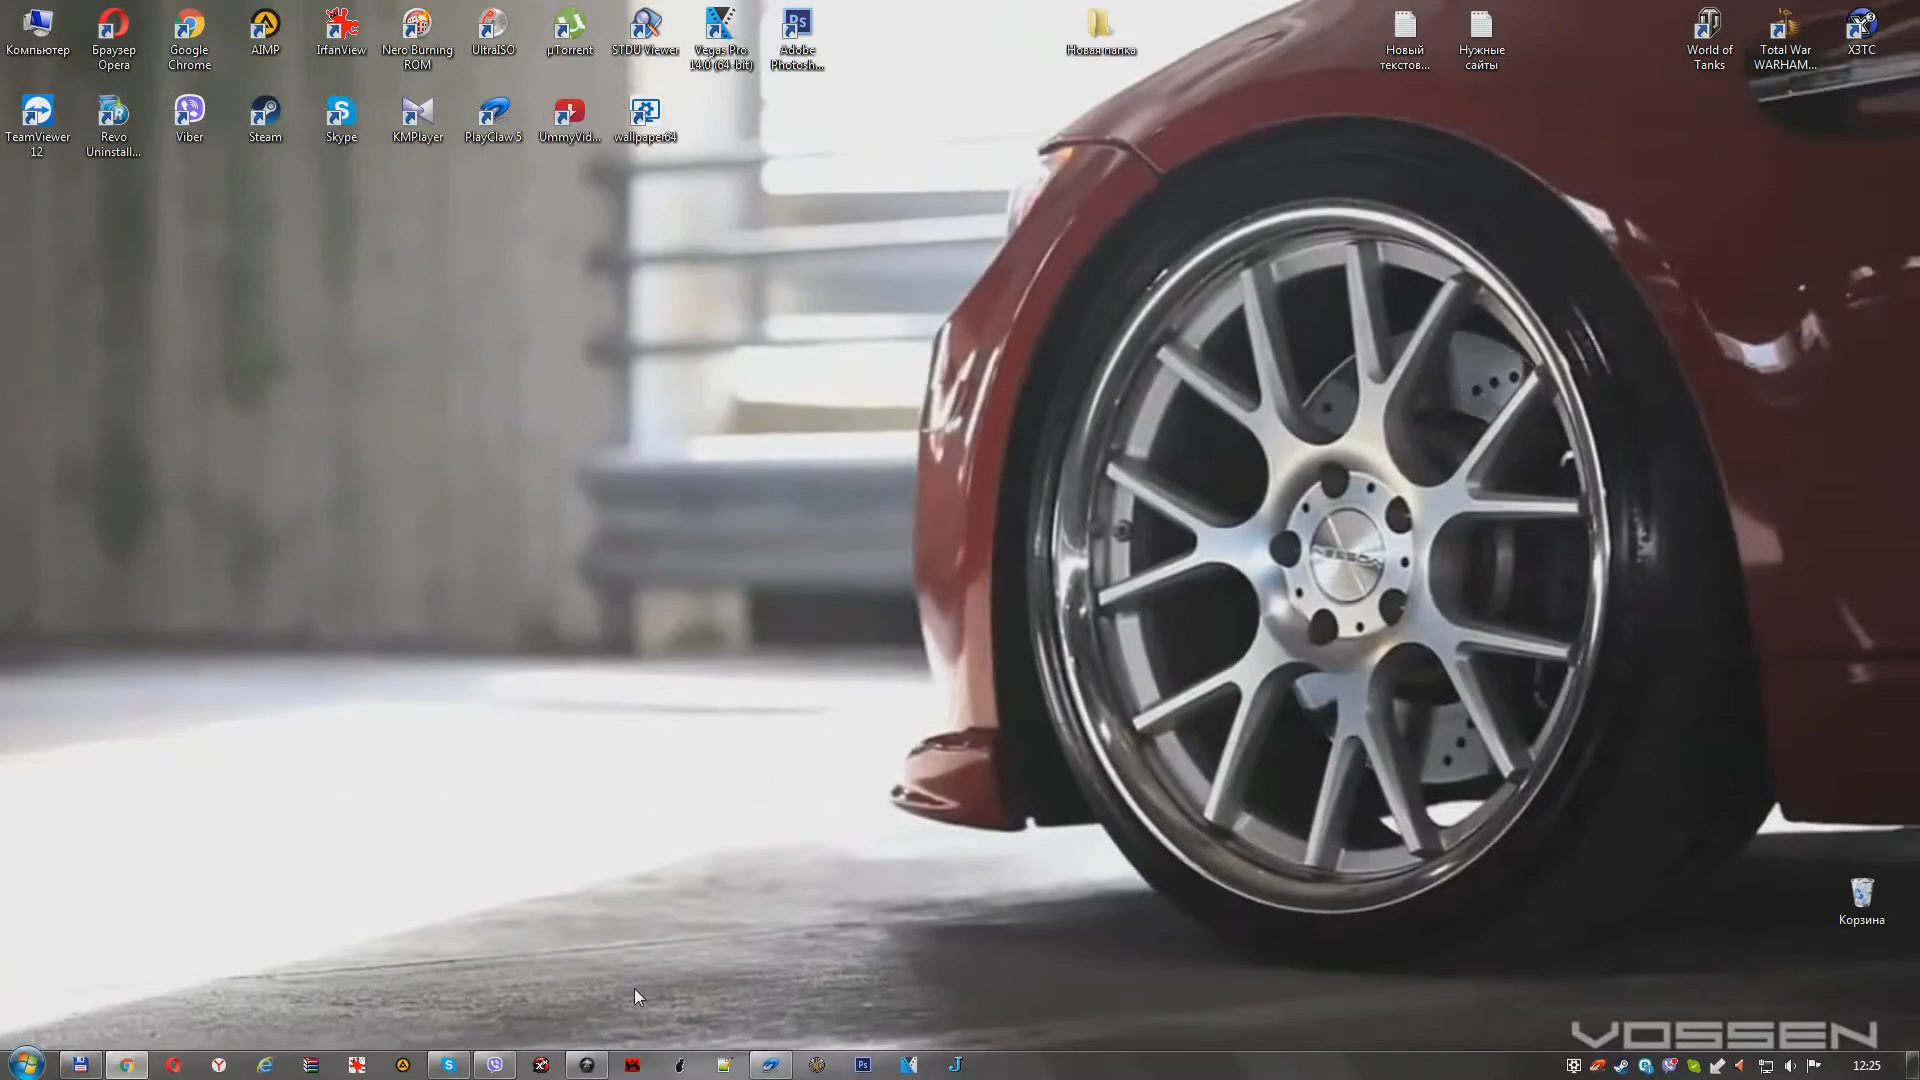 Компьютер
Браузер
Opera
Google
Chrome
AIMP
IrfanView
Nero Burning
ROM
UltraISO
µTorrent
STDU Viewer
Vegas Pro
14.0 (64-bit)
Adobe
Photosh...
Новая папка
Новый
текстов...
Нужные
сайты
World of
Tanks
Total War
WARHAM...
X3TC
TeamViewer
12
Revo
Uninstall...
Viber
Steam
Skype
KMPlayer
PlayClaw 5
UmmyVid...
wallpaper64
Корзина
VOSSEN
12:25